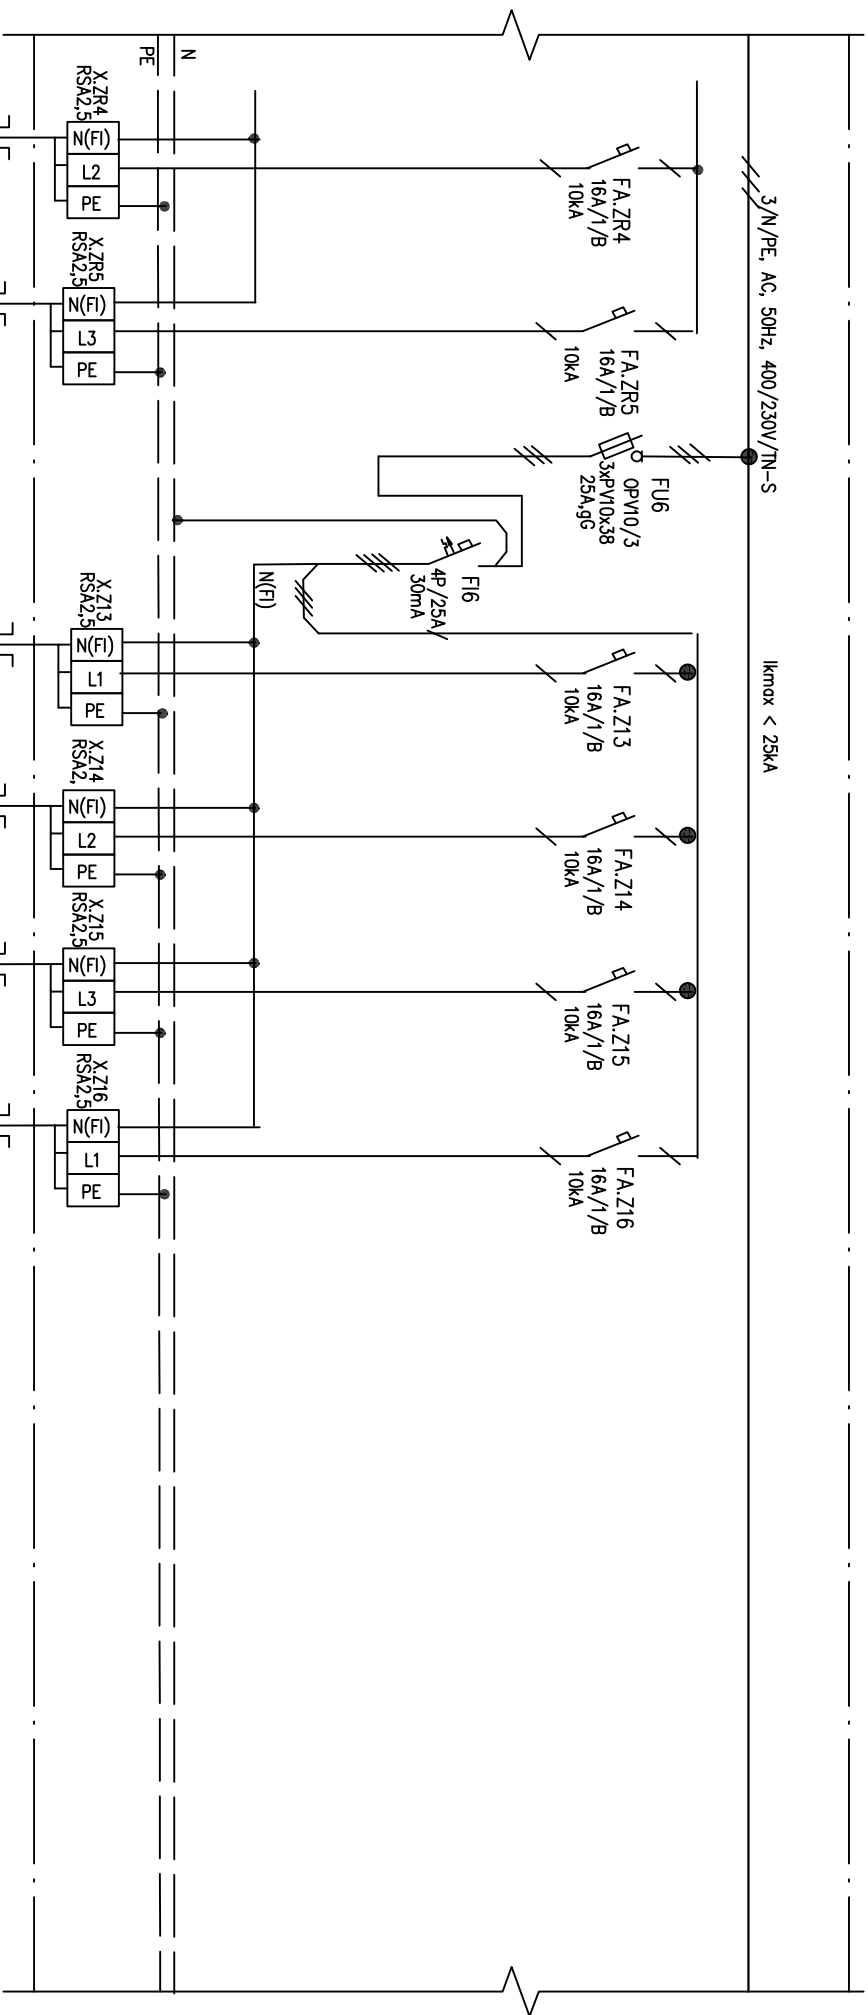 3/N/PE, AC, 50Hz, 400/230V/TN-S
Ikmax < 25kA
N
PE
FA.ZR4
16A/1/B
10kA
X.ZR4
RSA2,5
N(FI)
L2
PE
FA.ZR5
16A/1/B
10kA
X.ZR5
RSA2,5
N(FI)
L3
PE
FU6
OPV10/3
3xPV10x38
25A,gG
FI6
4P/25A
30mA
N(FI)
FA.Z13
16A/1/B
10kA
X.Z13
RSA2,5
N(FI)
L1
PE
FA.Z14
16A/1/B
10kA
X.Z14
RSA2,
N(FI)
L2
PE
FA.Z15
16A/1/B
10kA
X.Z15
RSA2,5
N(FI)
L3
PE
FA.Z16
16A/1/B
10kA
X.Z16
RSA2,5
N(FI)
L1
PE